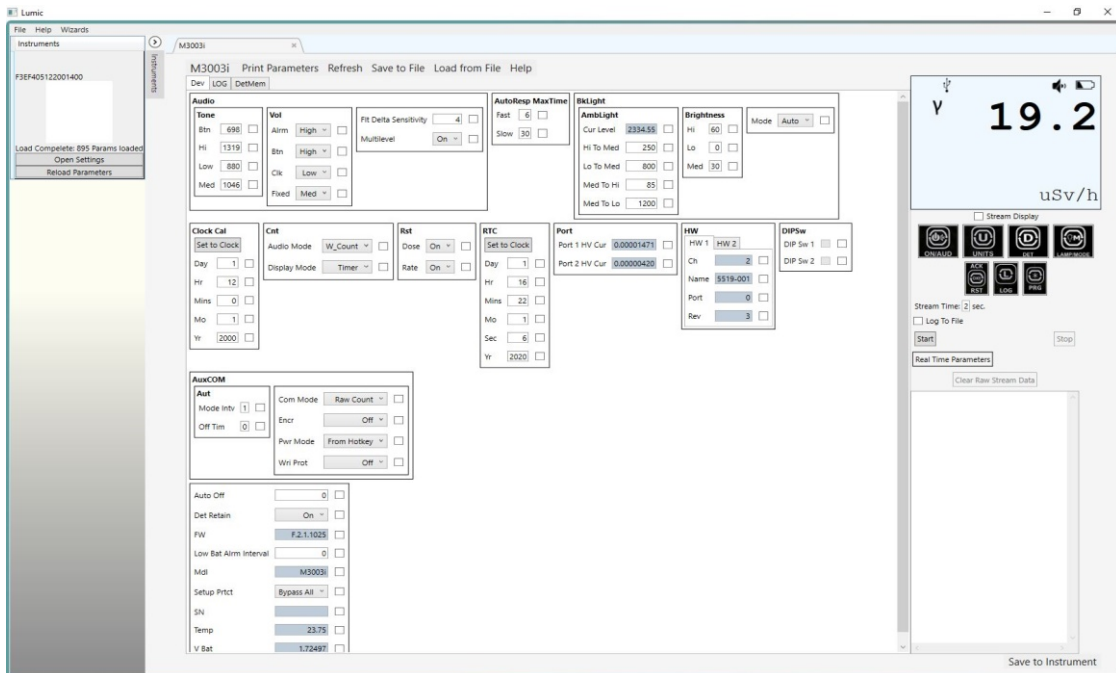 Lumic
File Help Wizards
Instruments
F3EF405122001400
Load Compelete: 895 Params loaded
Open Settings
Reload Parameters
Instruments
M3003i ×
M3003i Print Parameters Refresh Save to File Load from File Help
Dev LOG DetMem
Audio
Tone
Btn 698
Hi 1319
Low 880
Med 1046
Vol
Alrm High
Btn High
Clk Low
Fixed Med
Flt Delta Sensitivity 4
Multilevel On
AutoResp MaxTime
Fast 6
Slow 30
BkLight
AmbLight
Cur Level 2334.55
Hi To Med 250
Lo To Med 800
Med To Hi 85
Med To Lo 1200
Brightness
Hi 60
Lo 0
Med 30
Mode Auto
Clock Cal
Set to Clock
Day 1
Hr 12
Mins 0
Mo 1
Yr 2000
Cnt
Audio Mode W_Count
Display Mode Timer
Rst
Dose On
Rate On
RTC
Set to Clock
Day 1
Hr 16
Mins 22
Mo 1
Sec 6
Yr 2020
Port
Port 1 HV Cur 0.00001471
Port 2 HV Cur 0.00000420
HW
HW 1 HW 2
Ch 2
Name 5519-001
Port 0
Rev 3
DIPSw
DIP Sw 1
DIP Sw 2
AuxCOM
Aut
Mode Intv 1
Off Tim 0
Com Mode Raw Count
Encr Off
Pwr Mode From Hotkey
Wri Prot Off
Auto Off 0
Det Retain On
FW F.2.1.1025
Low Bat Alrm Interval 0
Mdl M3003i
Setup Prtct Bypass All
SN
Temp 23.75
V Bat 1.72497
γ 19.2
uSv/h
Stream Display
ON/AUD UNITS DET LAMP/MODE
U D M
ACK
RST LOG PRG
L
Stream Time: 2 sec.
Log To File
Start Stop
Real Time Parameters
Clear Raw Stream Data
Save to Instrument